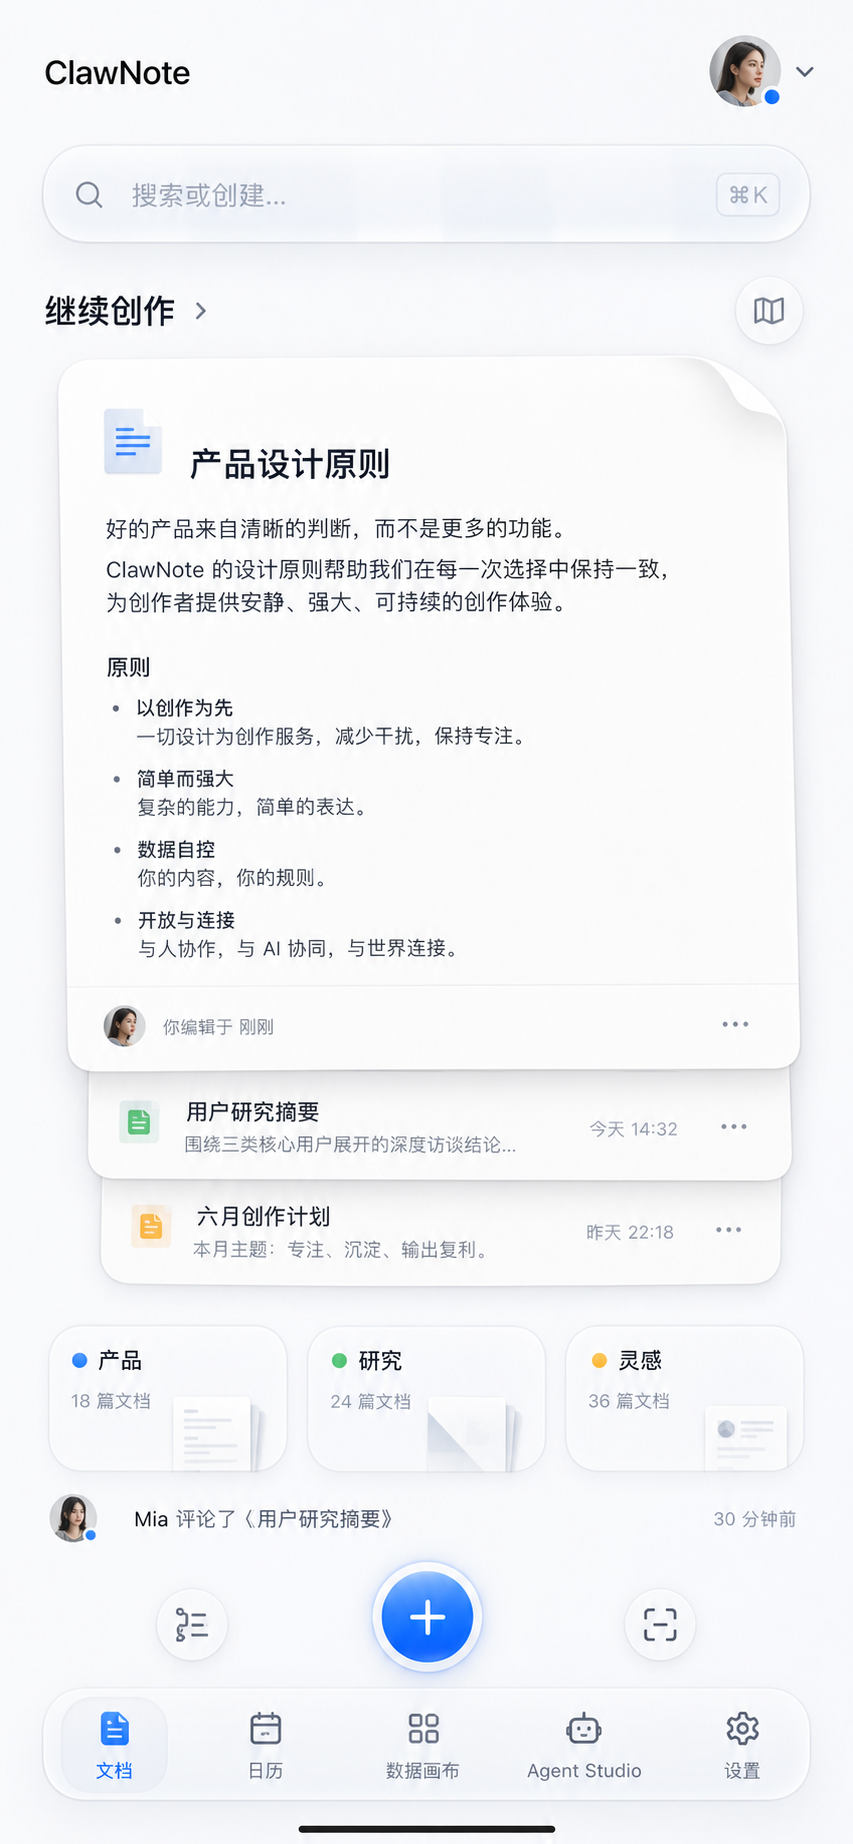 ClawNote
搜索或创建...
⌘K
继续创作
产品设计原则
好的产品来自清晰的判断，而不是更多的功能。
ClawNote 的设计原则帮助我们在每一次选择中保持一致，
为创作者提供安静、强大、可持续的创作体验。
原则
• 以创作为先
一切设计为创作服务，减少干扰，保持专注。
• 简单而强大
复杂的能力，简单的表达。
• 数据自控
你的内容，你的规则。
• 开放与连接
与人协作，与 AI 协同，与世界连接。
你编辑于 刚刚
用户研究摘要
围绕三类核心用户展开的深度访谈结论...
今天 14:32
六月创作计划
本月主题：专注、沉淀、输出复利。
昨天 22:18
产品
18 篇文档
研究
24 篇文档
灵感
36 篇文档
Mia 评论了《用户研究摘要》
30 分钟前
文档
日历
数据画布
Agent Studio
设置